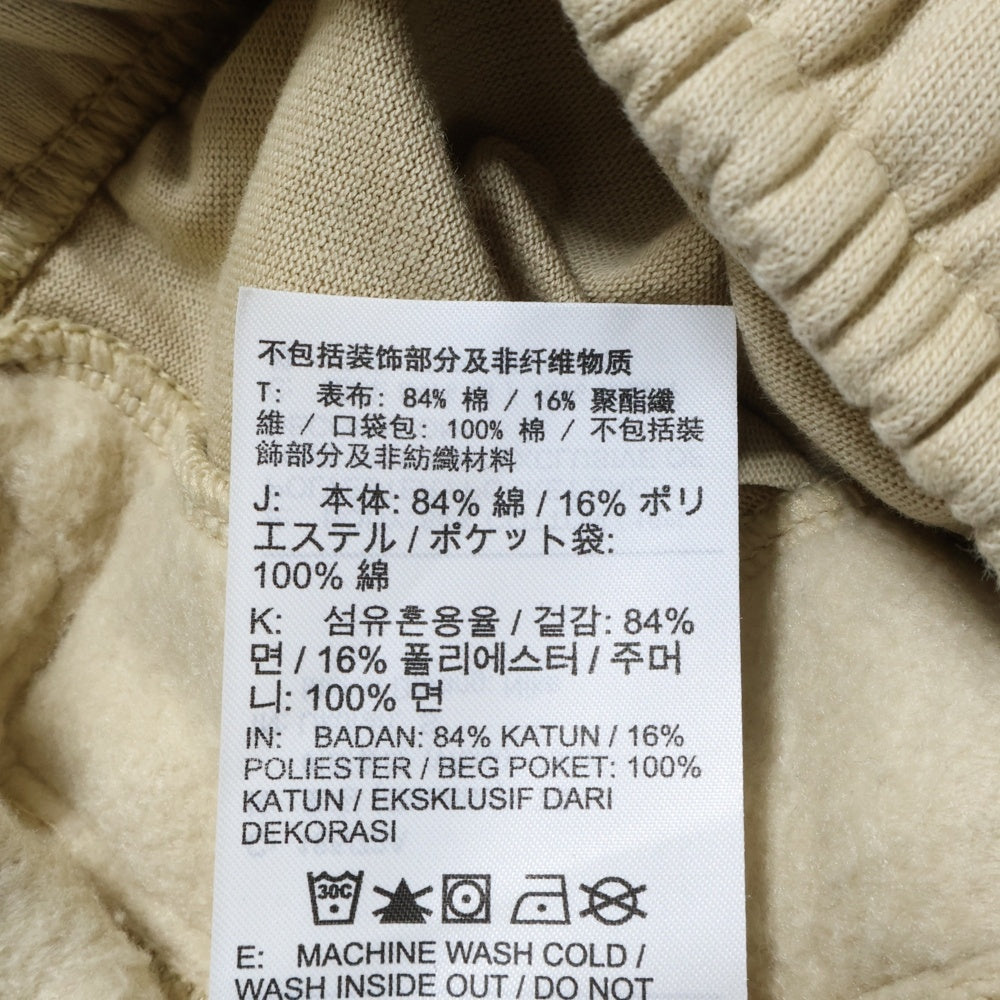 不包括装饰部分及非纤维物质
T: 表布: 84% 棉 / 16% 聚酯纖
維 / 口袋包: 100% 棉 / 不包括裝
飾部分及非紡織材料
J: 本体: 84% 綿 / 16% ポリ
エステル / ポケット袋:
100% 綿
K: 섬유혼용율 / 겉감: 84%
면 / 16% 폴리에스터 / 주머
니: 100% 면
IN: BADAN: 84% KATUN / 16%
POLIESTER / BEG POKET: 100%
KATUN / EKSKLUSIF DARI
DEKORASI
30C
E: MACHINE WASH COLD /
WASH INSIDE OUT / DO NOT